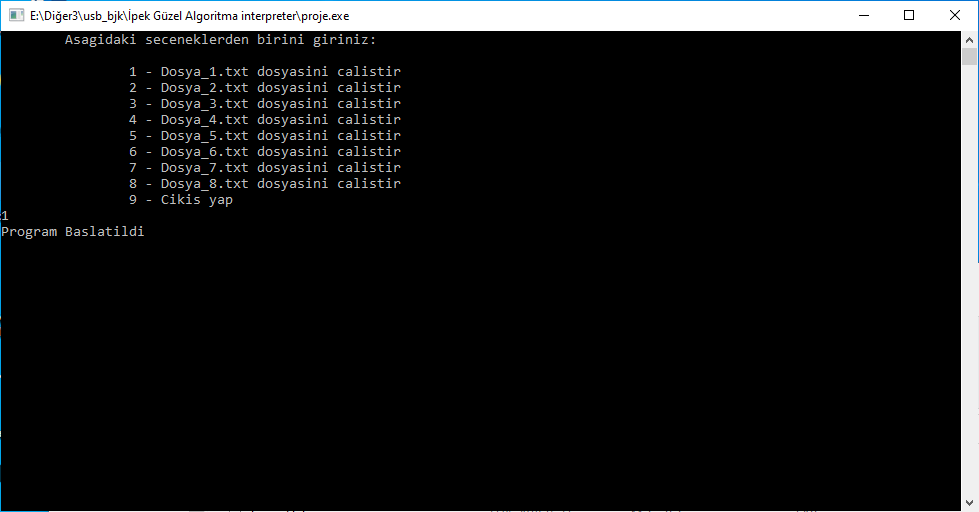 E:\Diğer3\usb_bjk\İpek Güzel Algoritma interpreter\proje.exe
Asagidaki seceneklerden birini giriniz:
1 - Dosya_1.txt dosyasini calistir
2 - Dosya_2.txt dosyasini calistir
3 - Dosya_3.txt dosyasini calistir
4 - Dosya_4.txt dosyasini calistir
5 - Dosya_5.txt dosyasini calistir
6 - Dosya_6.txt dosyasini calistir
7 - Dosya_7.txt dosyasini calistir
8 - Dosya_8.txt dosyasini calistir
9 - Cikis yap
1
Program Baslatildi